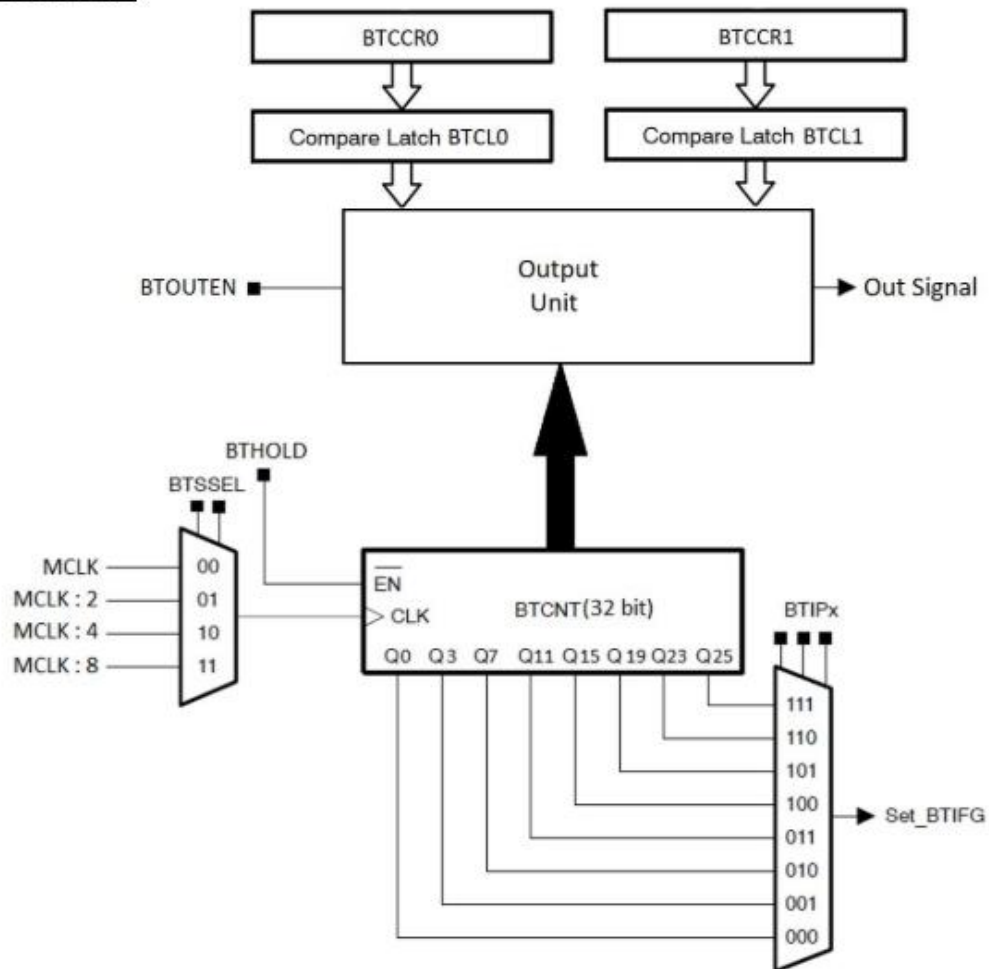 BTCCR0
BTCCR1
Compare Latch BTCL0
Compare Latch BTCL1
BTOUTEN
Output
Unit
Out Signal
BTHOLD
BTSSEL
MCLK
00
MCLK : 2
01
MCLK : 4
10
MCLK : 8
11
EN
CLK
BTCNT(32 bit)
Q0 Q3 Q7 Q11 Q15 Q19 Q23 Q25
BTIPx
111
110
101
100
011
010
001
000
Set_BTIFG